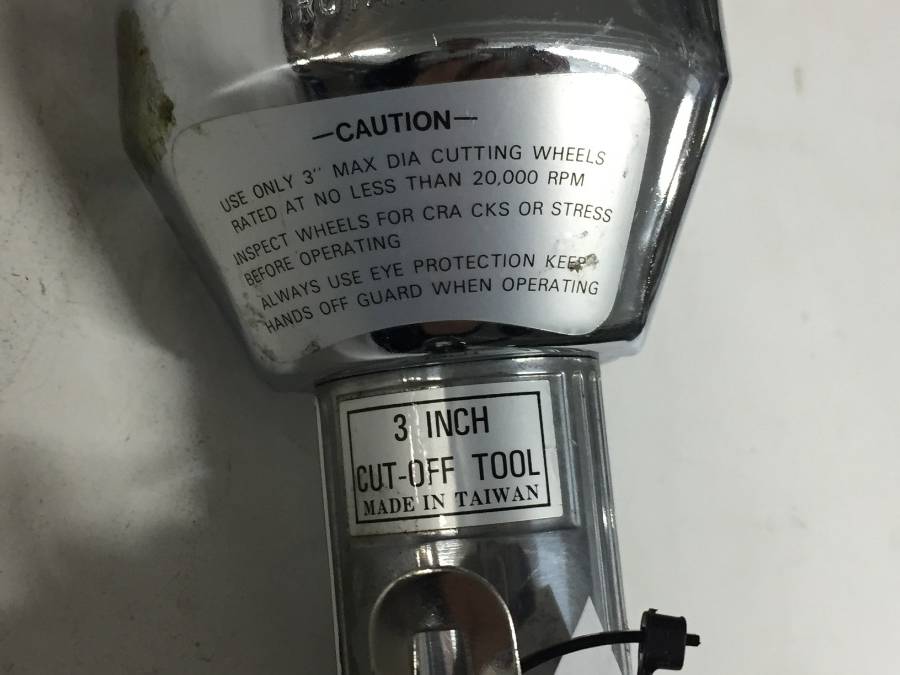 —CAUTION—
USE ONLY 3'' MAX DIA CUTTING WHEELS
RATED AT NO LESS THAN 20,000 RPM
INSPECT WHEELS FOR CRA CKS OR STRESS
BEFORE OPERATING
ALWAYS USE EYE PROTECTION KEEP
HANDS OFF GUARD WHEN OPERATING
3 INCH
CUT-OFF TOOL
MADE IN TAIWAN